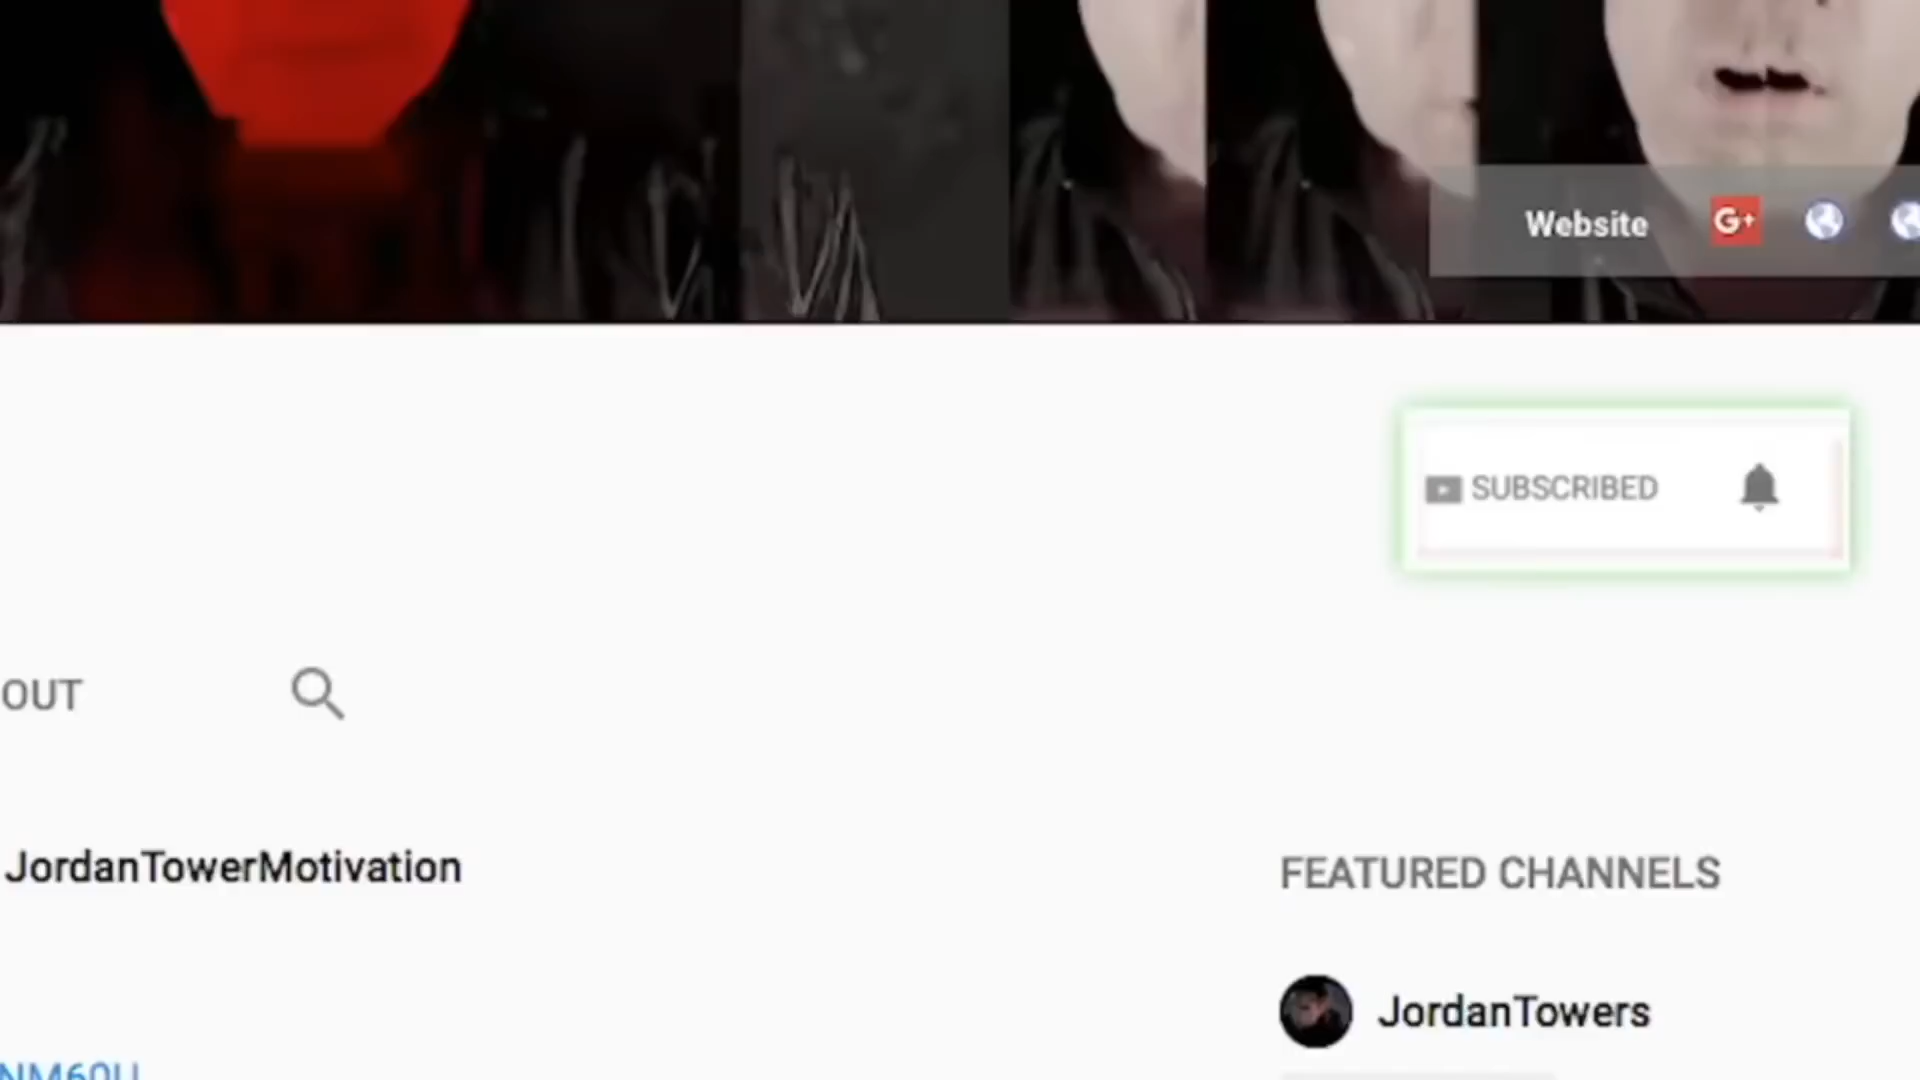 Website G+
SUBSCRIBED
OUT
JordanTowerMotivation
FEATURED CHANNELS
JordanTowers